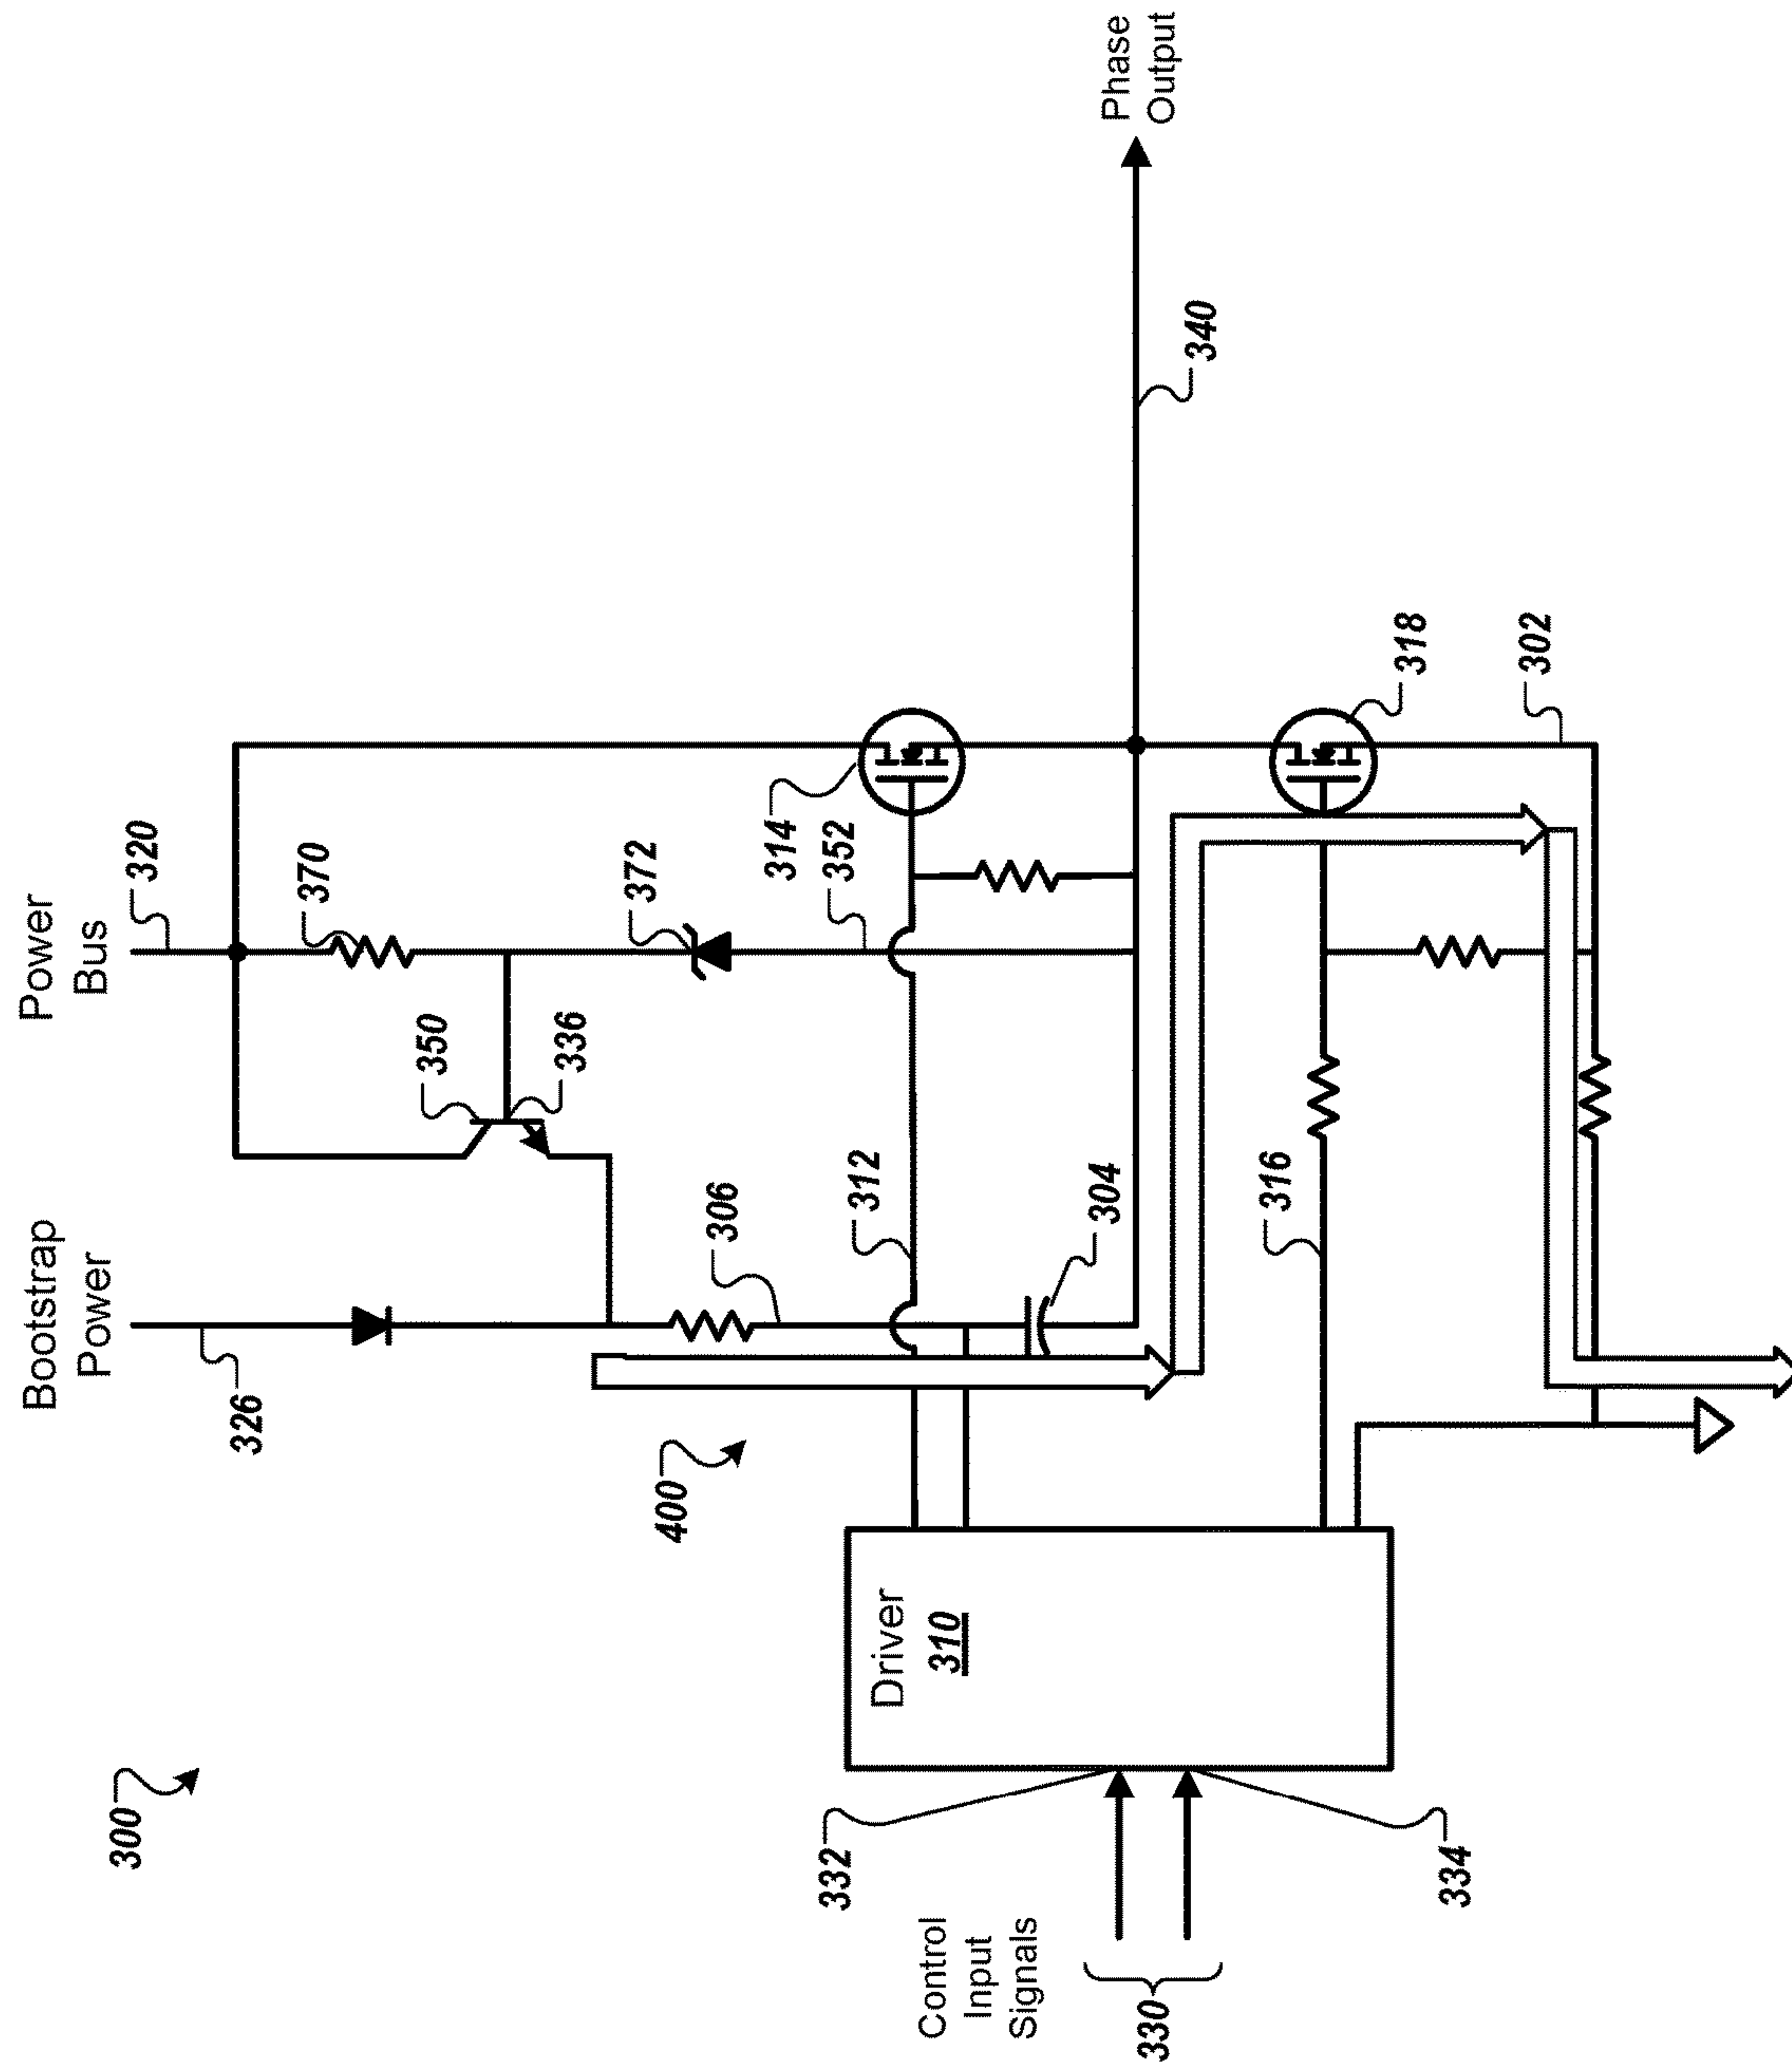 300
Bootstrap
Power
326
Power
Bus
320
370
350
336
372
352
306
400
312
314
304
316
318
302
340
Phase
Output
Driver
310
332
334
Control
Input
Signals
330